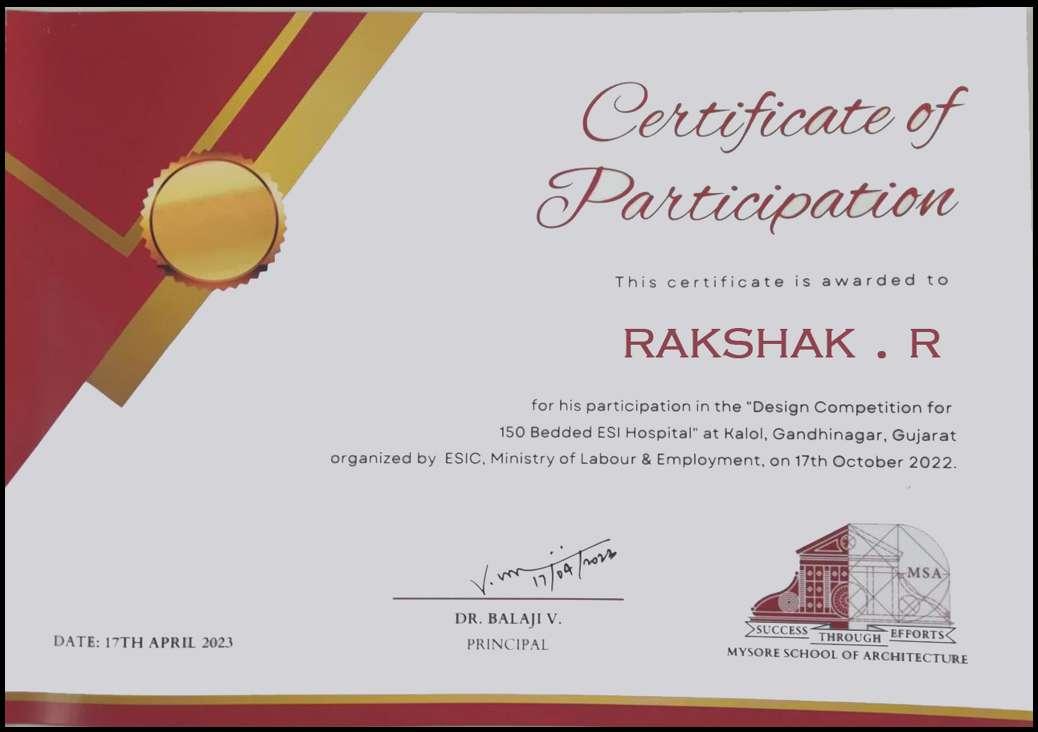 Certificate of
Participation
This certificate is awarded to
RAKSHAK . R
for his participation in the "Design Competition for
150 Bedded ESI Hospital" at Kalol, Gandhinagar, Gujarat
organized by ESIC, Ministry of Labour & Employment, on 17th October 2022.
17/04/2023
DR. BALAJI V.
PRINCIPAL
DATE: 17TH APRIL 2023
MSA
SUCCESS THROUGH EFFORTS
MYSORE SCHOOL OF ARCHITECTURE